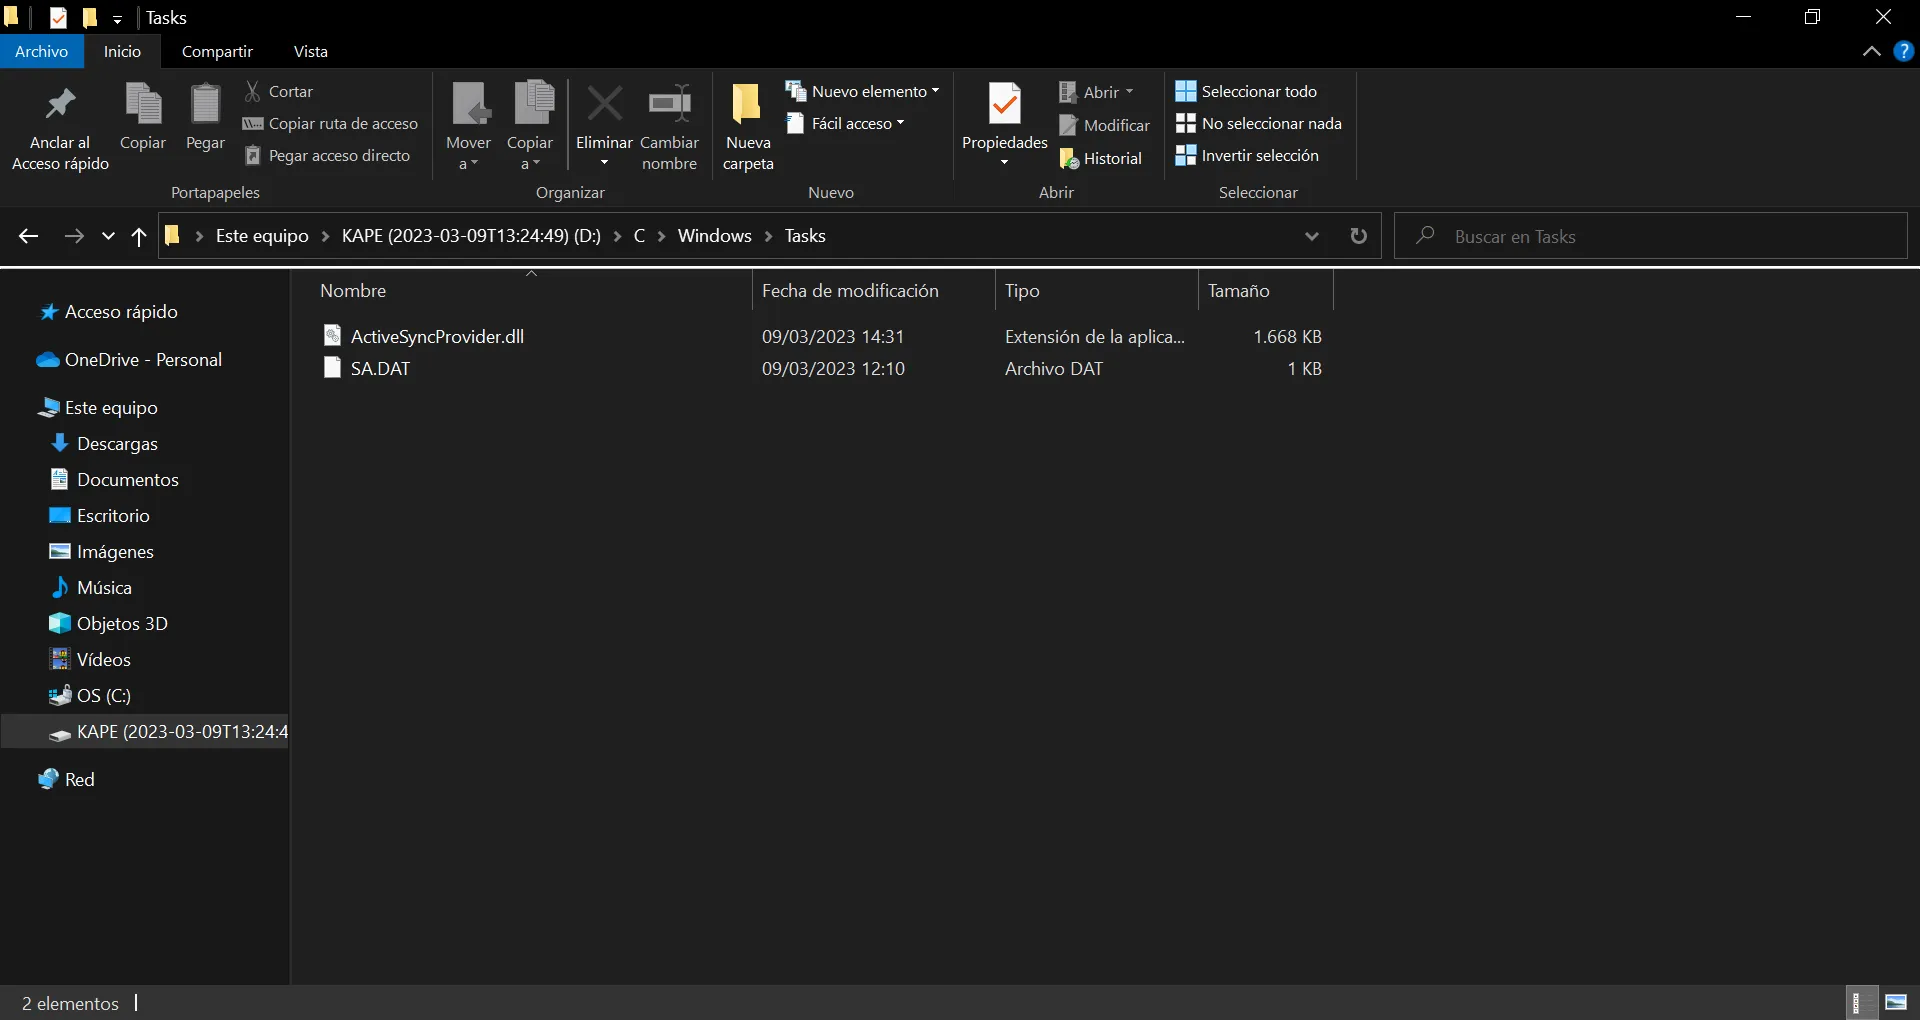 Tasks
Archivo
Inicio
Compartir
Vista
Anclar al
Acceso rápido
Copiar
Pegar
Cortar
Copiar ruta de acceso
Pegar acceso directo
Portapapeles
Mover
a
Copiar
a
Eliminar
Cambiar
nombre
Organizar
Nueva
carpeta
Nuevo elemento
Fácil acceso
Nuevo
Propiedades
Abrir
Modificar
Historial
Abrir
Seleccionar todo
No seleccionar nada
Invertir selección
Seleccionar
Este equipo > KAPE (2023-03-09T13:24:49) (D:) > C > Windows > Tasks
Buscar en Tasks
Acceso rápido
OneDrive - Personal
Este equipo
Descargas
Documentos
Escritorio
Imágenes
Música
Objetos 3D
Vídeos
OS (C:)
KAPE (2023-03-09T13:24:4
Red
Nombre Fecha de modificación Tipo Tamaño
ActiveSyncProvider.dll 09/03/2023 14:31 Extensión de la aplica... 1.668 KB
SA.DAT 09/03/2023 12:10 Archivo DAT 1 KB
2 elementos